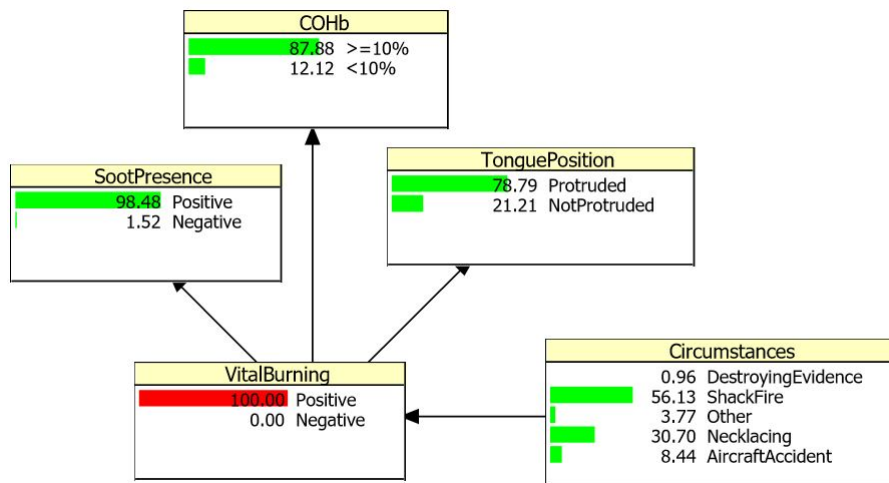 COHb
87.88 >=10%
12.12 <10%
SootPresence
98.48 Positive
1.52 Negative
TonguePosition
78.79 Protruded
21.21 NotProtruded
VitalBurning
100.00 Positive
0.00 Negative
Circumstances
0.96 DestroyingEvidence
56.13 ShackFire
3.77 Other
30.70 Necklacing
8.44 AircraftAccident